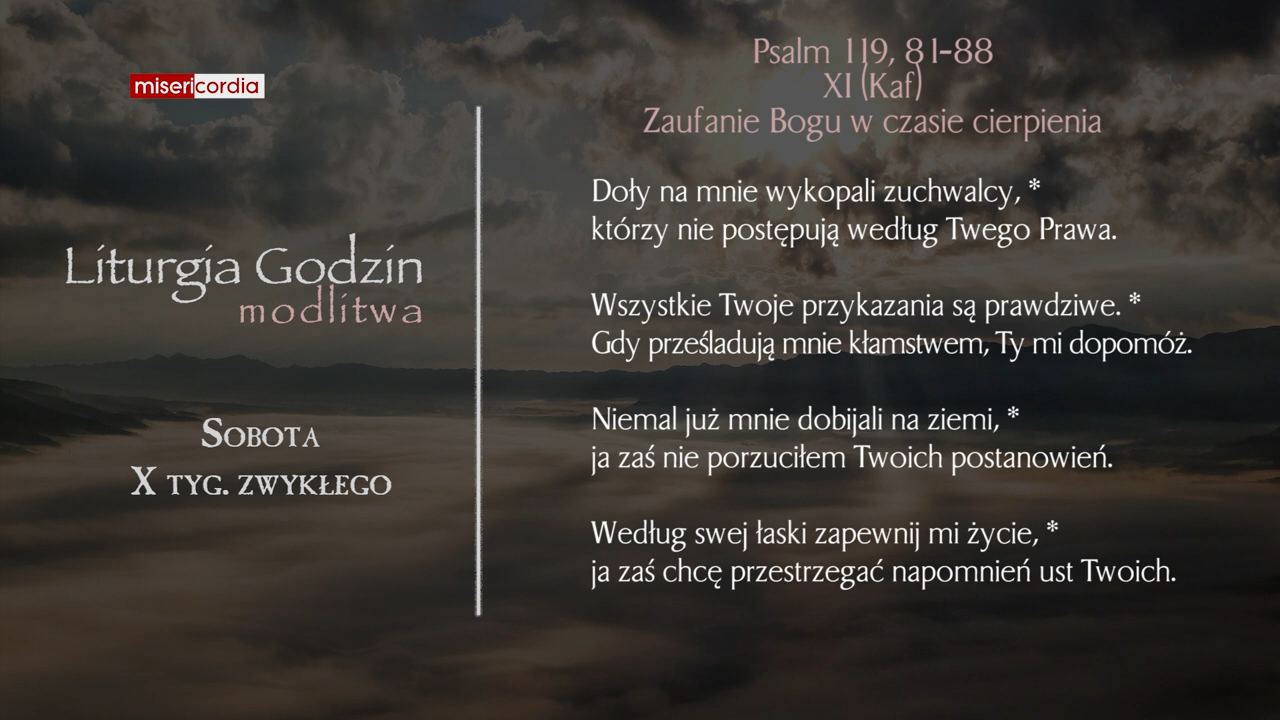 misericordia
Liturgia Godzin
modlitwa
Sobota
X tyg. zwykłego
Psalm 119, 81-88
XI (Kaf)
Zaufanie Bogu w czasie cierpienia
Doły na mnie wykopali zuchwalcy, *
którzy nie postępują według Twego Prawa.
Wszystkie Twoje przykazania są prawdziwe. *
Gdy prześladują mnie kłamstwem, Ty mi dopomóż.
Niemal już mnie dobijali na ziemi, *
ja zaś nie porzuciłem Twoich postanowień.
Według swej łaski zapewnij mi życie, *
ja zaś chcę przestrzegać napomnień ust Twoich.